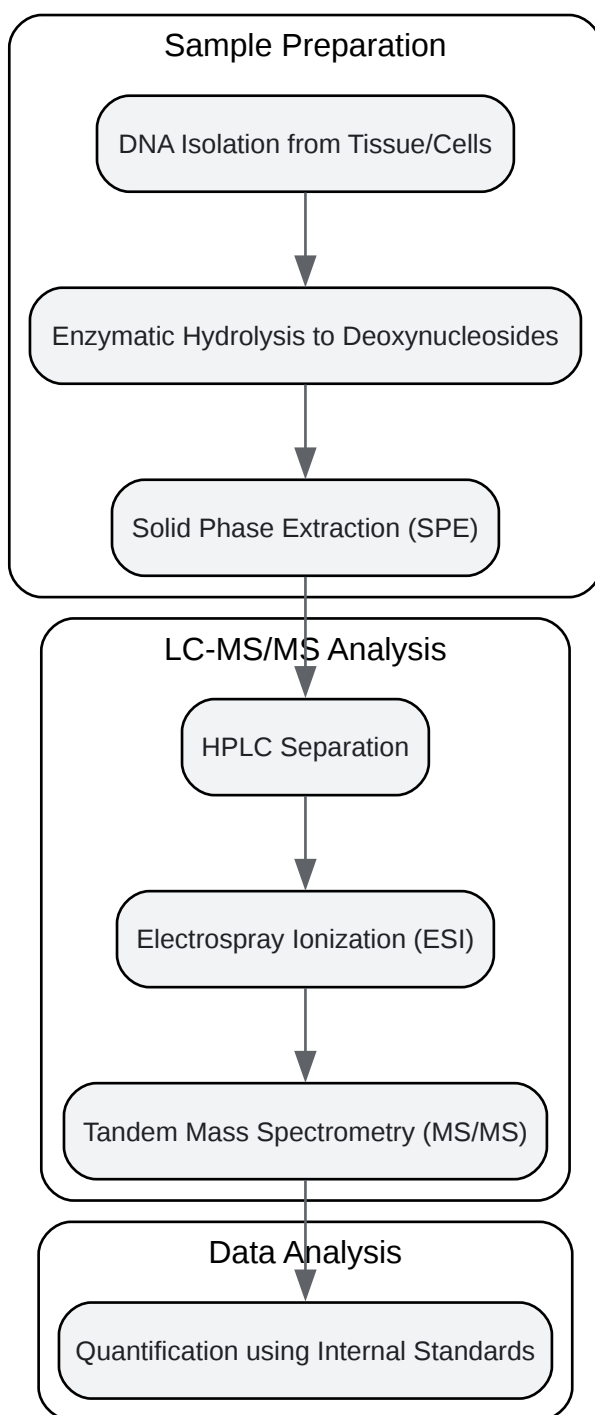 Sample Preparation
DNA Isolation from Tissue/Cells
Enzymatic Hydrolysis to Deoxynucleosides
Solid Phase Extraction (SPE)
LC-MS/MS Analysis
HPLC Separation
Electrospray Ionization (ESI)
Tandem Mass Spectrometry (MS/MS)
Data Analysis
Quantification using Internal Standards